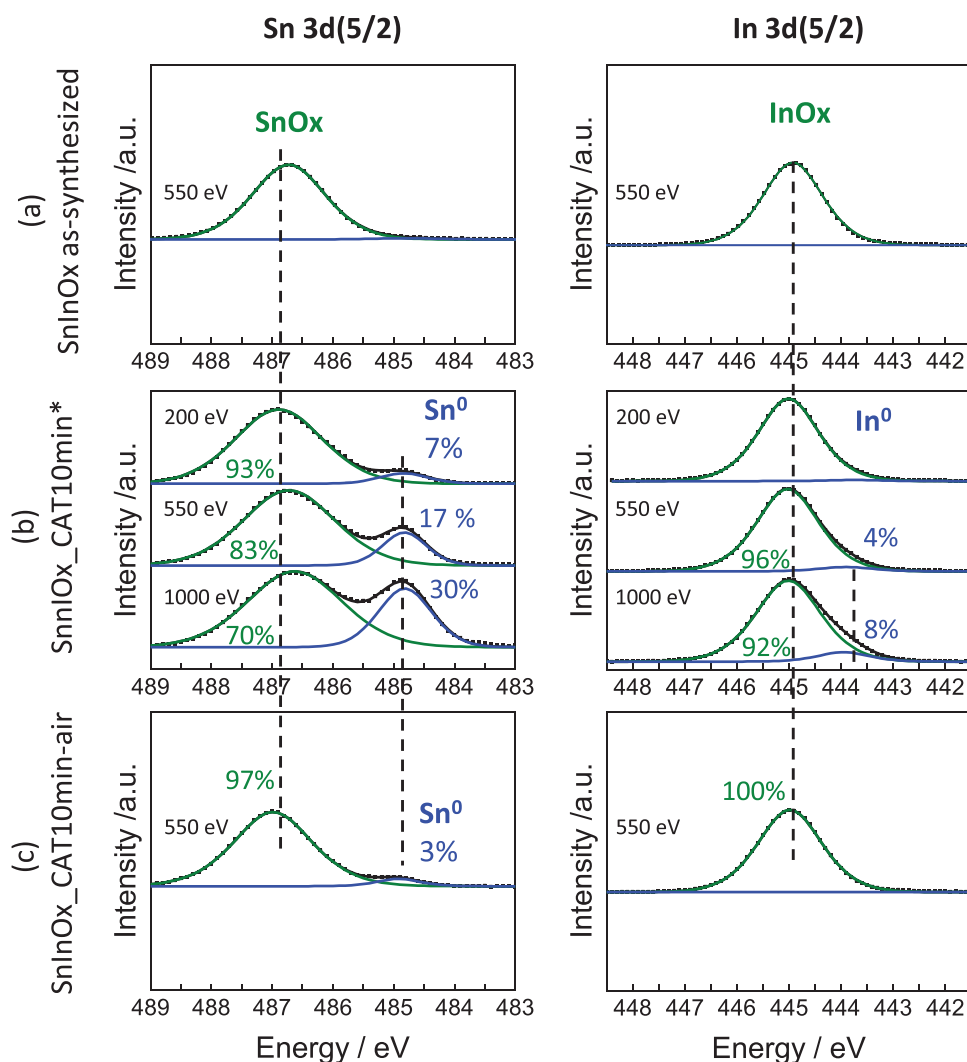 Sn 3d(5/2)
In 3d(5/2)
(a)
SnInOx as-synthesized
Intensity /a.u.
SnOx
550 eV
489 488 487 486 485 484 483
Intensity /a.u.
InOx
550 eV
448 447 446 445 444 443 442
(b)
SnnIOx_CAT10min*
Intensity /a.u.
200 eV
Sn⁰
7%
93%
550 eV
17 %
83%
1000 eV
30%
70%
489 488 487 486 485 484 483
Intensity /a.u.
200 eV
In⁰
550 eV
4%
96%
1000 eV
8%
92%
448 447 446 445 444 443 442
(c)
SnInOx_CAT10min-air
Intensity /a.u.
97%
550 eV
Sn⁰
3%
489 488 487 486 485 484 483
Energy / eV
Intensity /a.u.
100%
550 eV
448 447 446 445 444 443 442
Energy / eV